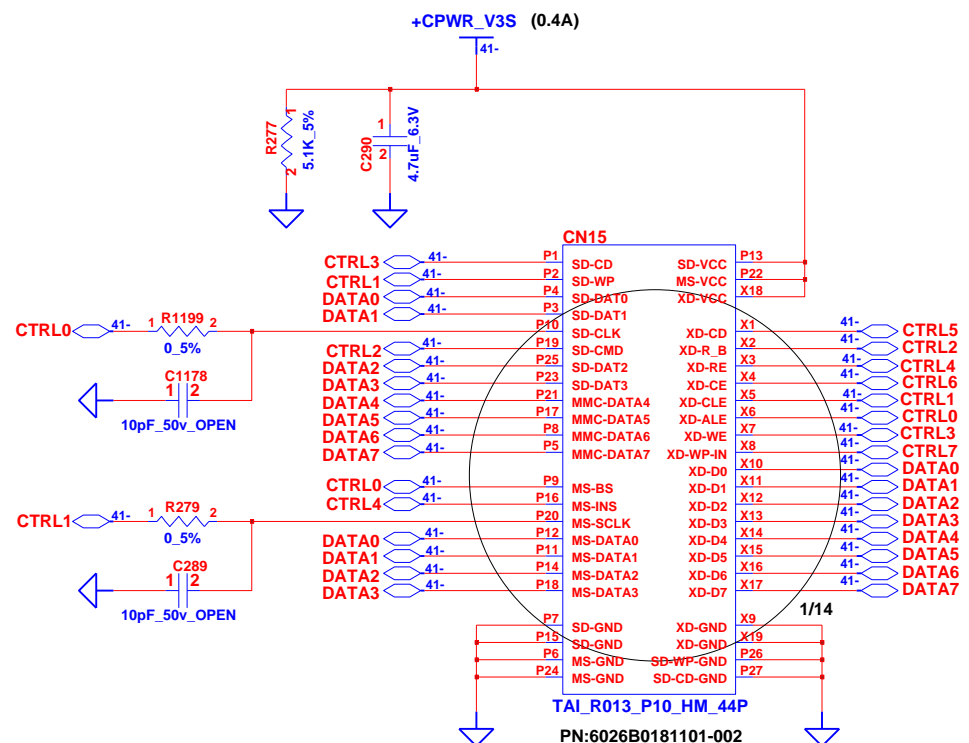 +CPWR_V3S (0.4A)
41-
1 R277 5.1K_5% 2
1 C290 4.7uF_6.3V 2
CN15
CTRL3 41- P1 SD-CD SD-VCC P13
CTRL1 41- P2 SD-WP MS-VCC P22
DATA0 41- P4 SD-DAT0 XD-VCC X18
DATA1 41- P3 SD-DAT1
CTRL0 41- 1 R1199 2 P10 SD-CLK XD-CD X1 41- CTRL5
0_5%
CTRL2 41- P19 SD-CMD XD-R_B X2 41- CTRL2
DATA2 41- P25 SD-DAT2 XD-RE X3 41- CTRL4
DATA3 41- P23 SD-DAT3 XD-CE X4 41- CTRL6
C1178
1 2
10pF_50v_OPEN
DATA4 41- P21 MMC-DATA4 XD-CLE X5 41- CTRL1
DATA5 41- P17 MMC-DATA5 XD-ALE X6 41- CTRL0
DATA6 41- P8 MMC-DATA6 XD-WE X7 41- CTRL3
DATA7 41- P5 MMC-DATA7 XD-WP-IN X8 41- CTRL7
XD-D0 X10 41- DATA0
CTRL0 41- P9 MS-BS XD-D1 X11 41- DATA1
CTRL4 41- P16 MS-INS XD-D2 X12 41- DATA2
CTRL1 41- 1 R279 2 P20 MS-SCLK XD-D3 X13 41- DATA3
0_5%
DATA0 41- P12 MS-DATA0 XD-D4 X14 41- DATA4
DATA1 41- P11 MS-DATA1 XD-D5 X15 41- DATA5
DATA2 41- P14 MS-DATA2 XD-D6 X16 41- DATA6
DATA3 41- P18 MS-DATA3 XD-D7 X17 41- DATA7
C289
1 2
10pF_50v_OPEN
1/14
P7 SD-GND XD-GND X9
P15 SD-GND XD-GND X19
P6 MS-GND SD-WP-GND P26
P24 MS-GND SD-CD-GND P27
TAI_R013_P10_HM_44P
PN:6026B0181101-002